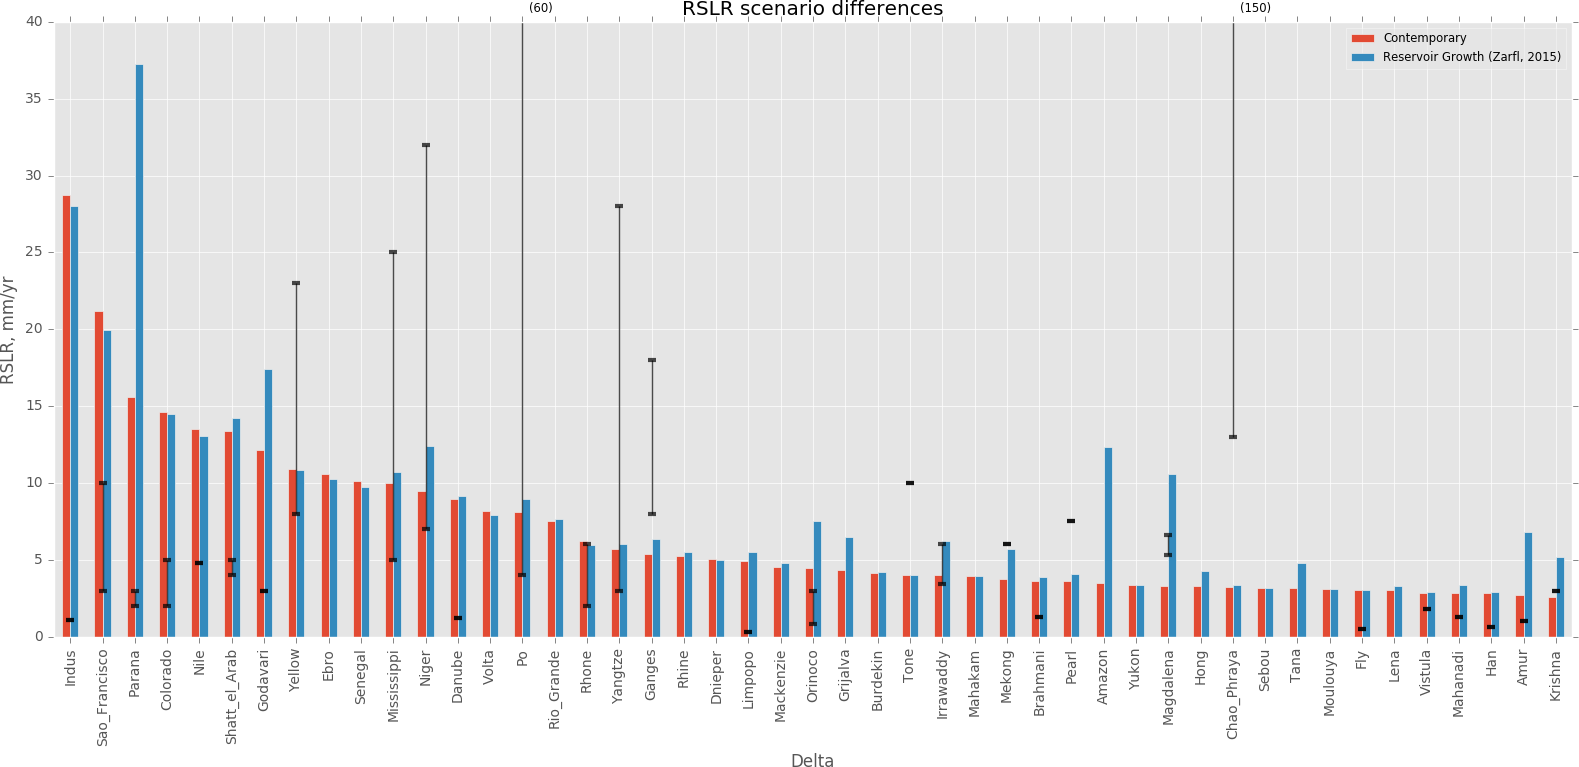 (60)
RSLR scenario differences
(150)
Contemporary
Reservoir Growth (Zarfl, 2015)
40
35
30
25
20
15
10
5
0
RSLR, mm/yr
Indus
Sao_Francisco
Parana
Colorado
Nile
Shatt_el_Arab
Godavari
Yellow
Ebro
Senegal
Mississippi
Niger
Danube
Volta
Po
Rio_Grande
Rhone
Yangtze
Ganges
Rhine
Dnieper
Limpopo
Mackenzie
Orinoco
Grijalva
Burdekin
Tone
Irrawaddy
Mahakam
Mekong
Brahmani
Pearl
Amazon
Yukon
Magdalena
Hong
Chao_Phraya
Sebou
Tana
Moulouya
Fly
Lena
Vistula
Mahanadi
Han
Amur
Krishna
Delta